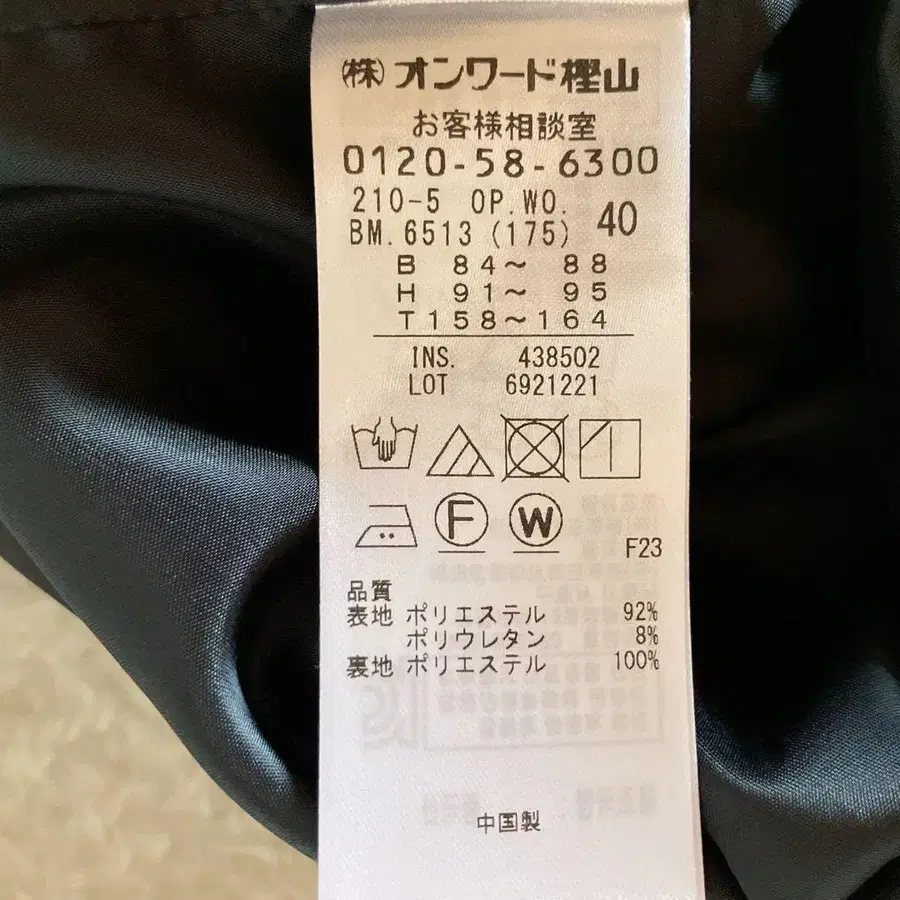 (株)オンワード樫山
お客様相談室
0120-58-6300
210-5 OP.WO. 40
BM.6513 (175)
B 84～ 88
H 91～ 95
T158～164
INS. 438502
LOT 6921221
F W
F23
品質
表地 ポリエステル 92%
ポリウレタン 8%
裏地 ポリエステル 100%
中国製